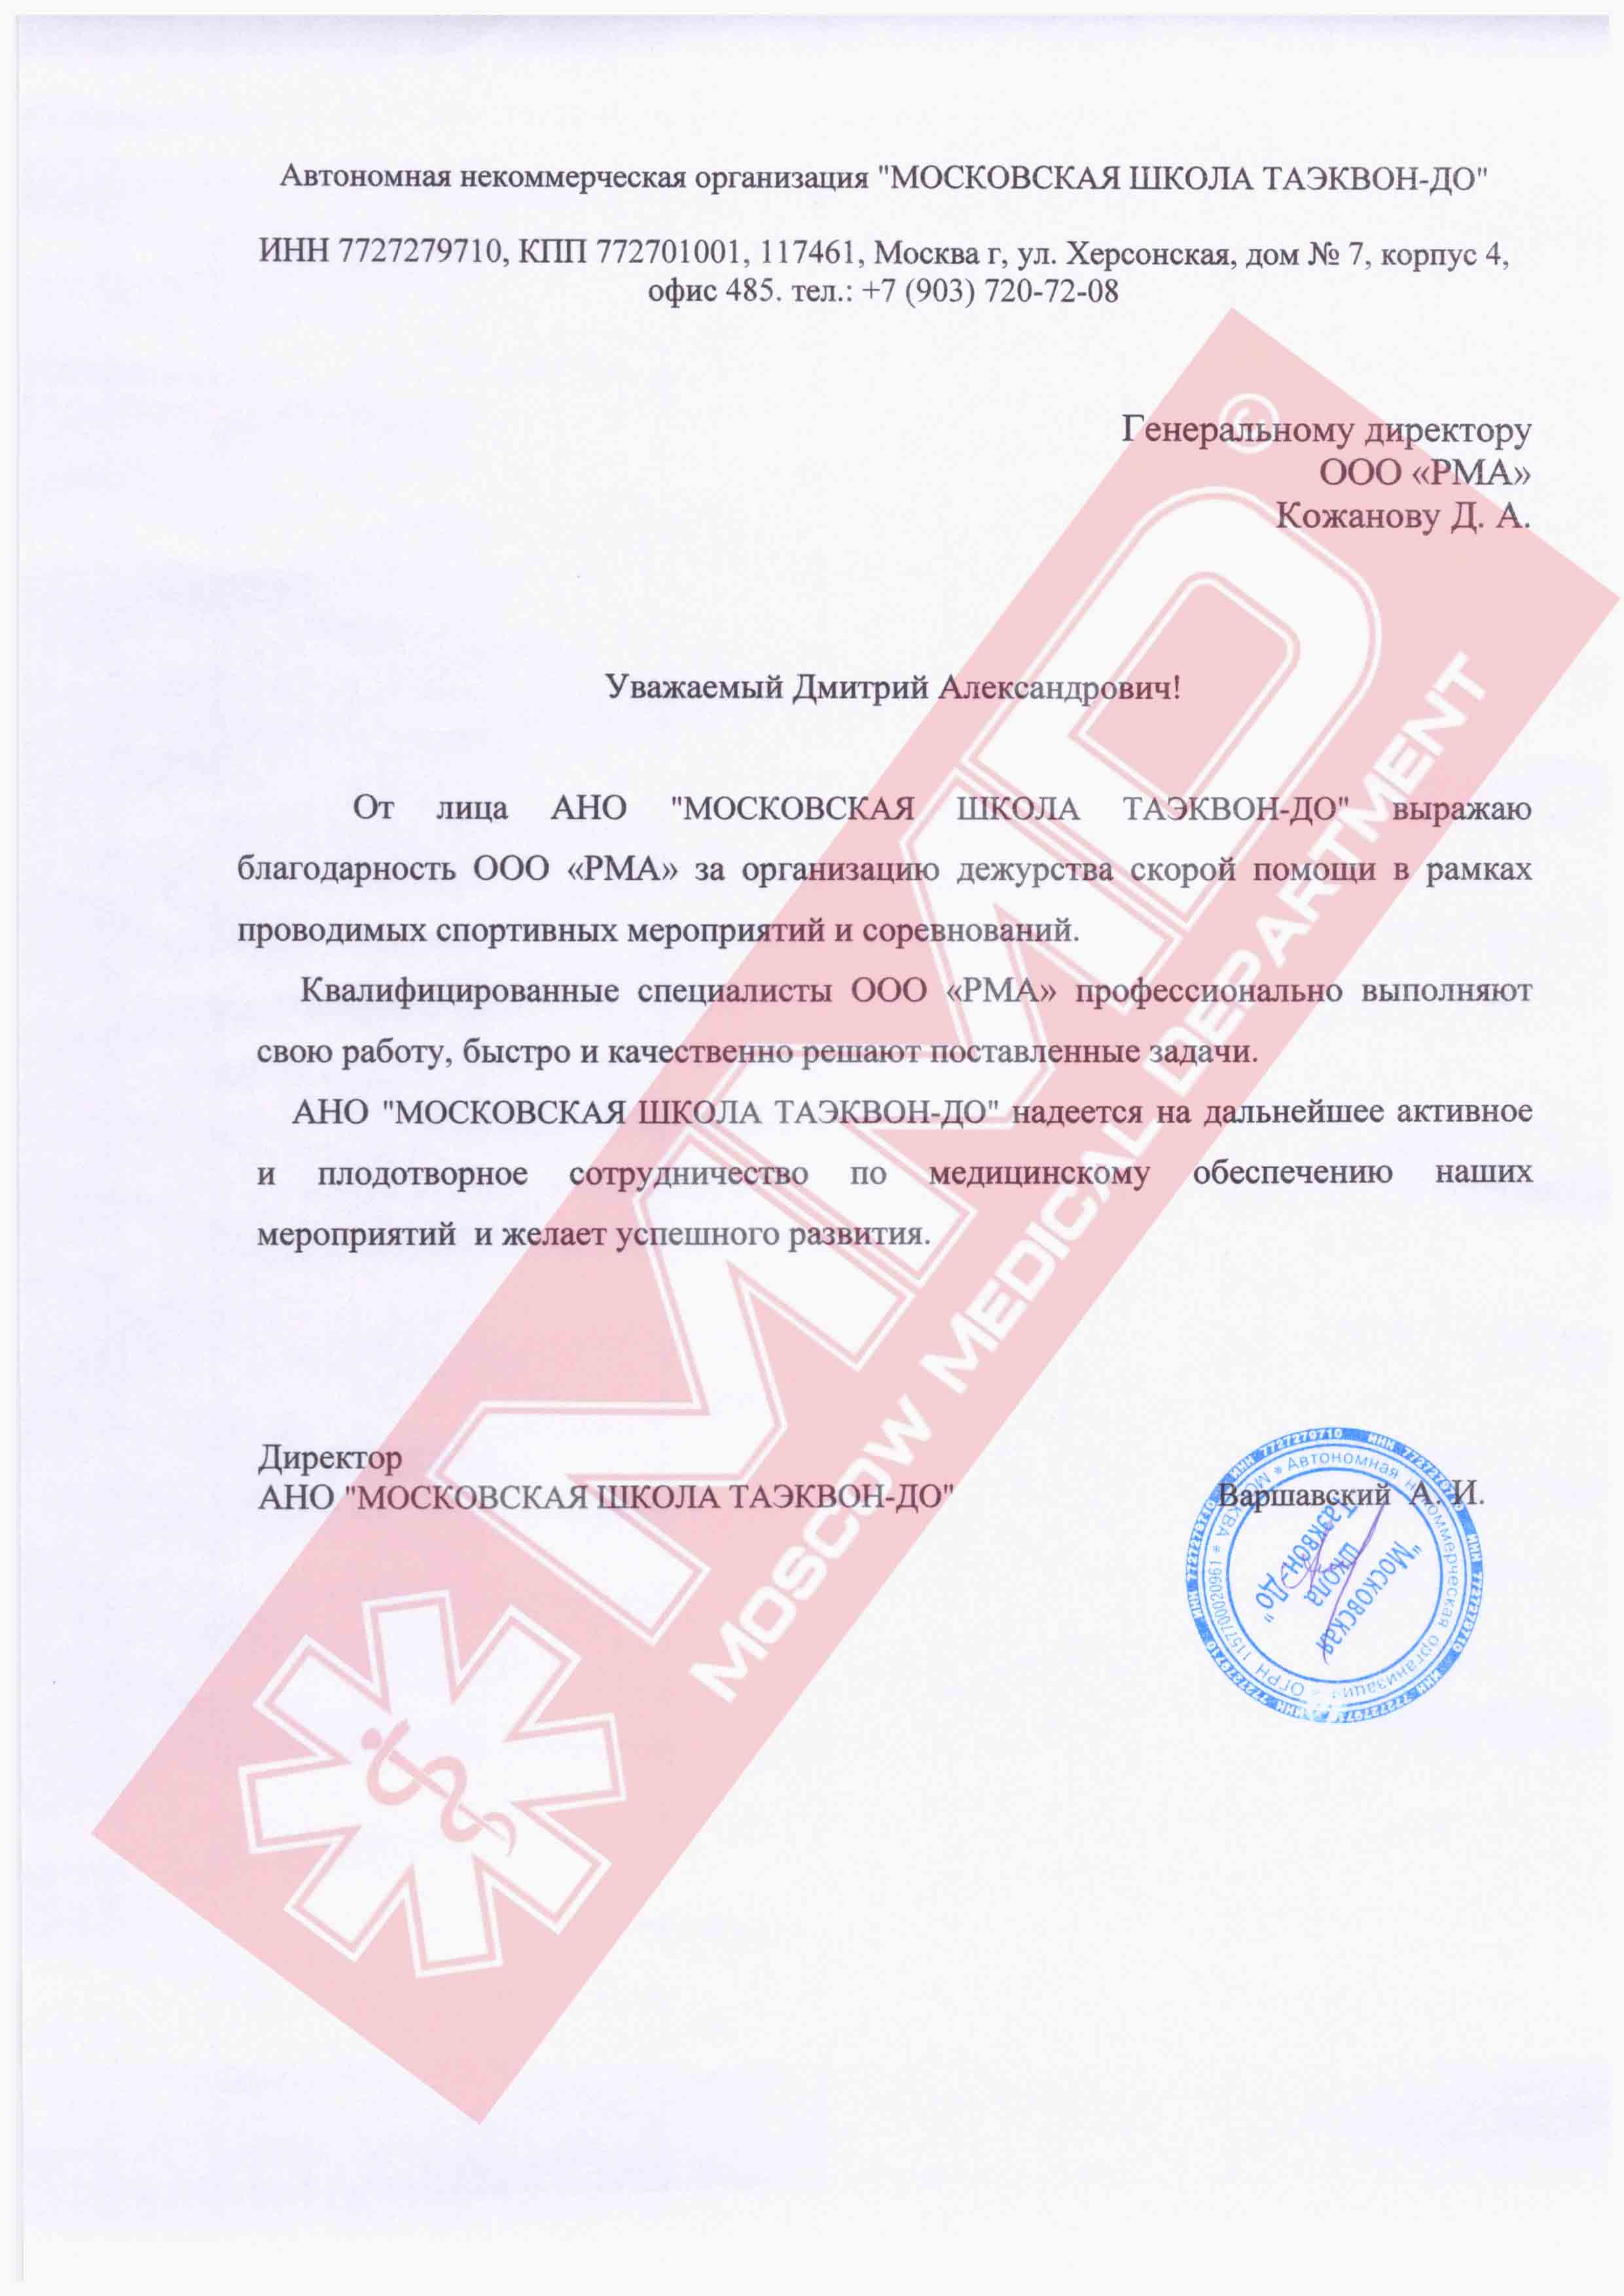 Автономная некоммерческая организация "МОСКОВСКАЯ ШКОЛА ТАЭКВОН-ДО"
ИНН 7727279710, КПП 772701001, 117461, Москва г, ул. Херсонская, дом № 7, корпус 4,
офис 485. тел.: +7 (903) 720-72-08
Генеральному директору
ООО «РМА»
Кожанову Д. А.
Уважаемый Дмитрий Александрович!
От лица АНО "МОСКОВСКАЯ ШКОЛА ТАЭКВОН-ДО" выражаю
благодарность ООО «РМА» за организацию дежурства скорой помощи в рамках
проводимых спортивных мероприятий и соревнований.
Квалифицированные специалисты ООО «РМА» профессионально выполняют
свою работу, быстро и качественно решают поставленные задачи.
АНО "МОСКОВСКАЯ ШКОЛА ТАЭКВОН-ДО" надеется на дальнейшее активное
и плодотворное сотрудничество по медицинскому обеспечению наших
мероприятий и желает успешного развития.
Директор
АНО "МОСКОВСКАЯ ШКОЛА ТАЭКВОН-ДО"
Варшавский А. И.
ИНН 7727279710
Автономная некоммерческая организация * ОГРН 1157700020961 * МОСКВА *
"Московская
школа
Таэквон-До"
MMD ©
MOSCOW MEDICAL DEPARTMENT